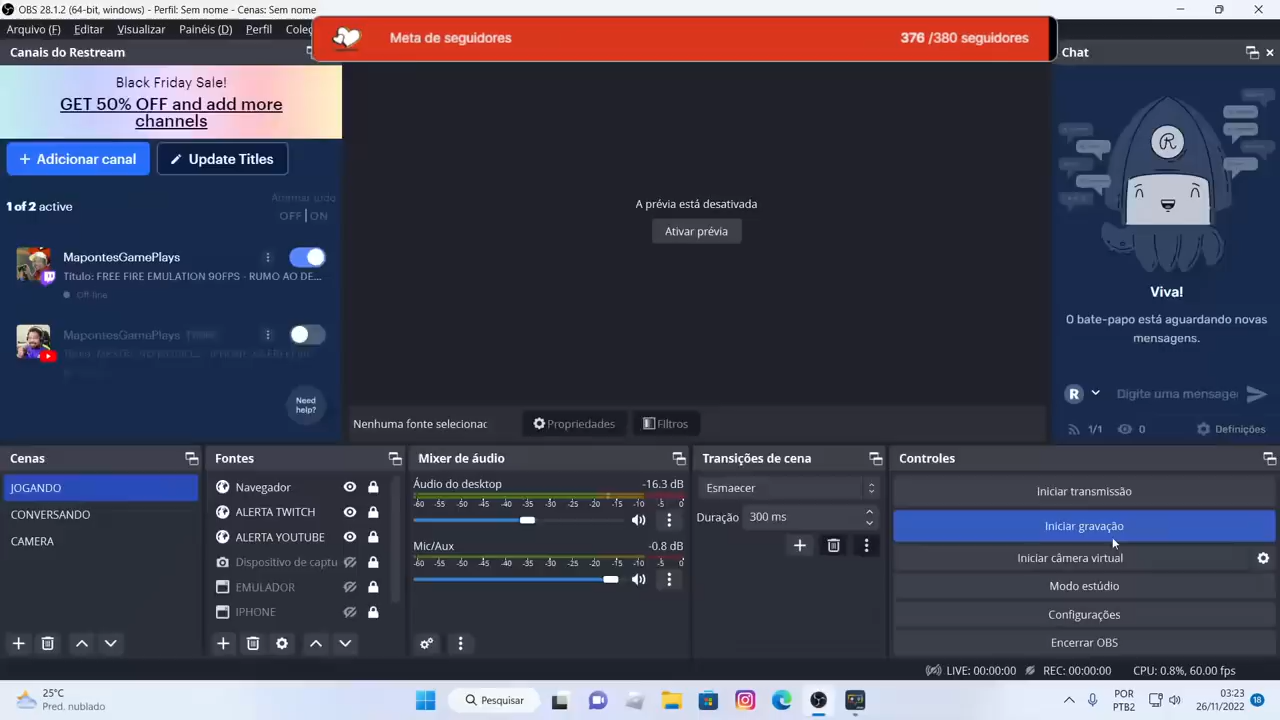 OBS 28.1.2 (64-bit, windows) - Perfil: Sem nome - Cenas: Sem nome
Arquivo (F) Editar Visualizar Painéis (D) Perfil
Meta de seguidores 376 /380 seguidores
Canais do Restream
Black Friday Sale!
GET 50% OFF and add more
channels
+ Adicionar canal
Update Titles
1 of 2 active
OFF ON
MapontesGamePlays
Título: FREE FIRE EMULATION 90FPS - RUMO AO DE...
Off-line
MapontesGamePlays
Need
help?
A prévia está desativada
Ativar prévia
Nenhuma fonte selecionac
Propriedades
Filtros
Chat
Viva!
O bate-papo está aguardando novas
mensagens.
R
Digite uma mensage
1/1 0 Definições
Cenas
JOGANDO
CONVERSANDO
CAMERA
Fontes
Navegador
ALERTA TWITCH
ALERTA YOUTUBE
Dispositivo de captu
EMULADOR
IPHONE
Mixer de áudio
Áudio do desktop -16.3 dB
-60 -55 -50 -45 -40 -35 -30 -25 -20 -15 -10 -5 0
Mic/Aux -0.8 dB
-60 -55 -50 -45 -40 -35 -30 -25 -20 -15 -10 -5 0
Transições de cena
Esmaecer
Duração 300 ms
Controles
Iniciar transmissão
Iniciar gravação
Iniciar câmera virtual
Modo estúdio
Configurações
Encerrar OBS
LIVE: 00:00:00 REC: 00:00:00 CPU: 0.8%, 60.00 fps
25°C
Pred. nublado
Pesquisar
POR
PTB2
03:23
26/11/2022
18